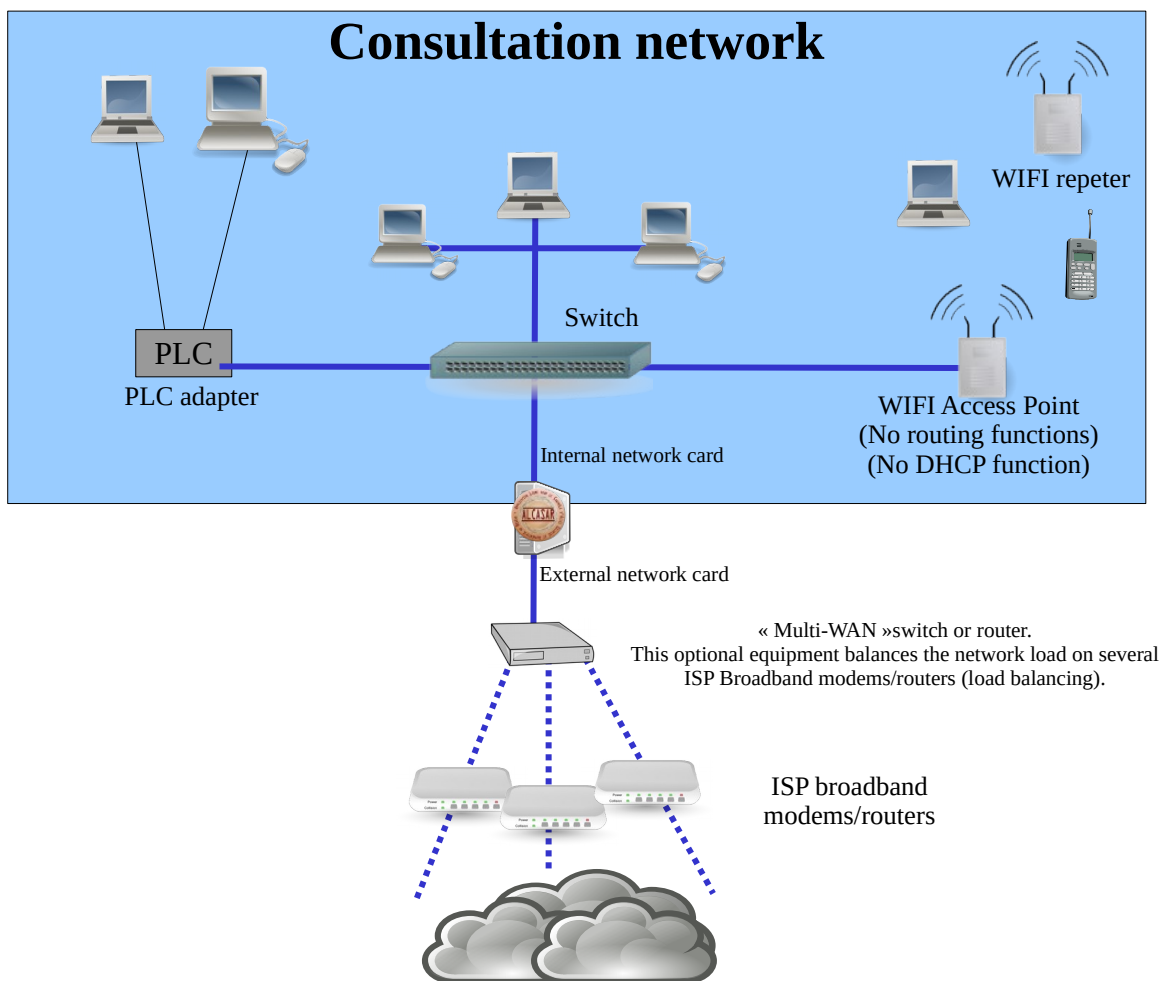 Consultation network
WIFI repeter
Switch
PLC
PLC adapter
WIFI Access Point
(No routing functions)
(No DHCP function)
Internal network card
ALCASAR
External network card
« Multi-WAN »switch or router.
This optional equipment balances the network load on several
ISP Broadband modems/routers (load balancing).
ISP broadband
modems/routers